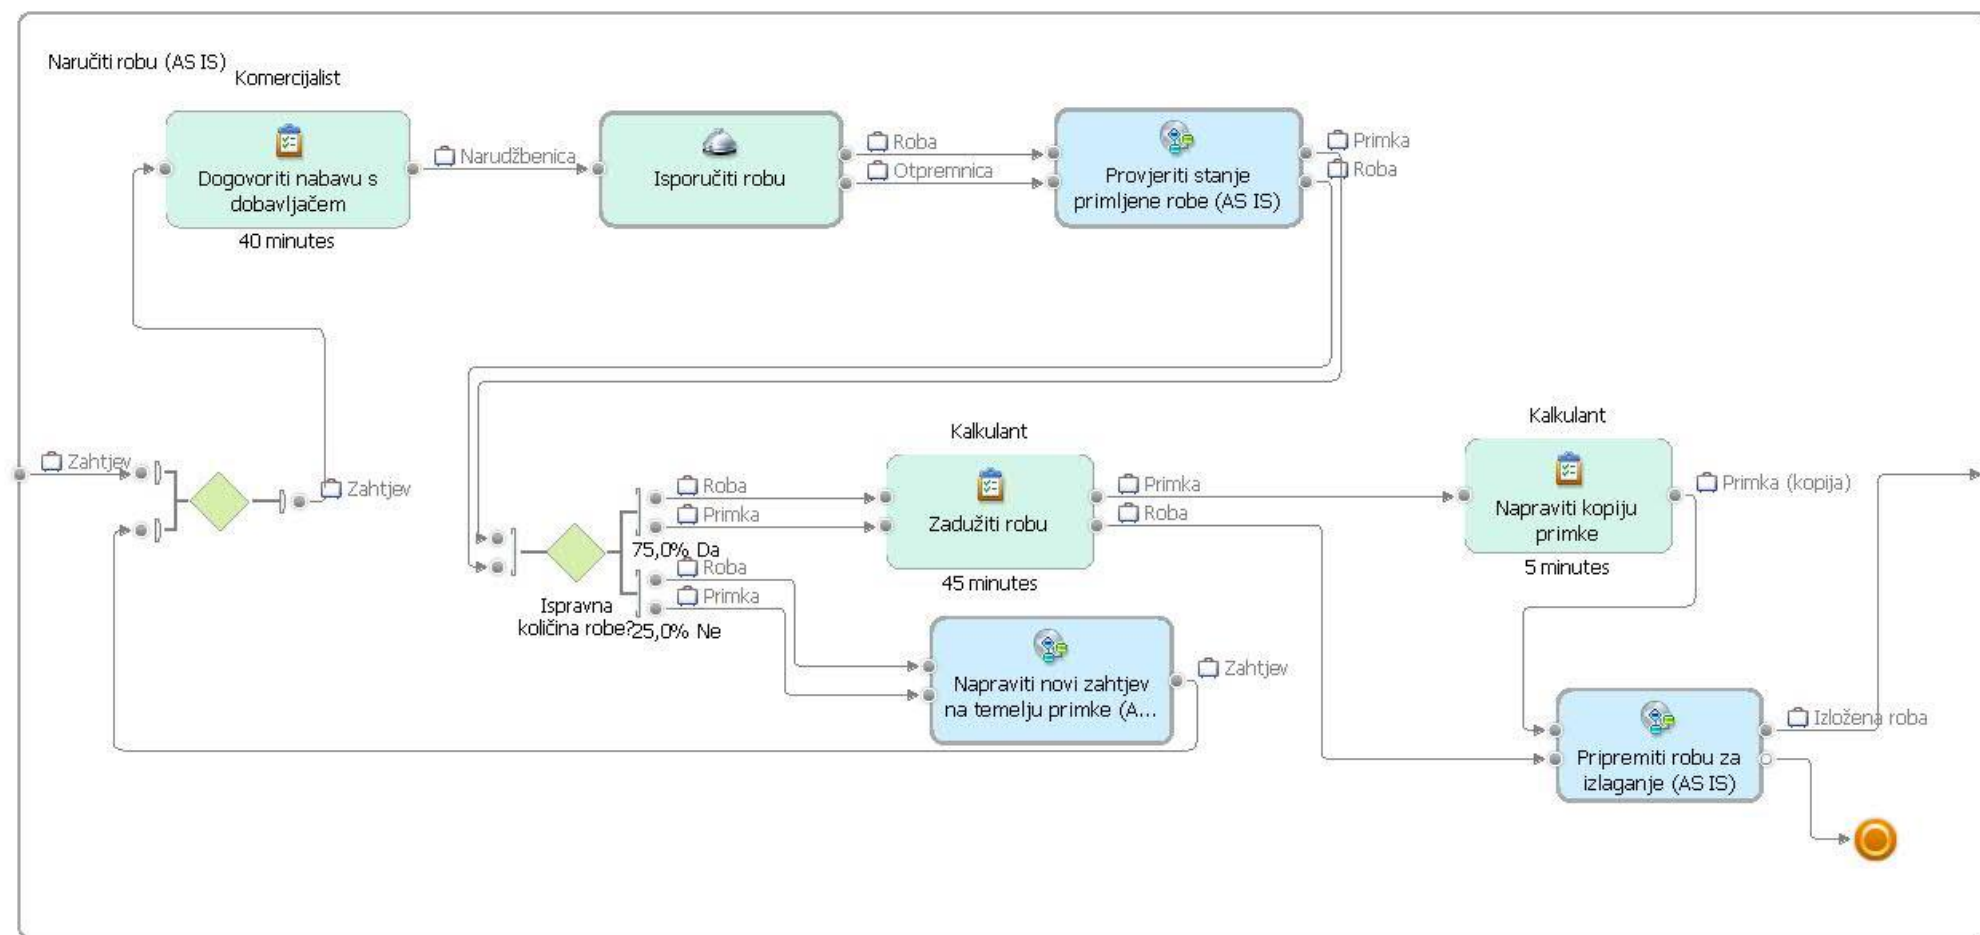 Naručiti robu (AS IS)
Komercijalist
Dogovoriti nabavu s
dobavljačem
40 minutes
Narudžbenica
Isporučiti robu
Roba
Otpremnica
Provjeriti stanje
primljene robe (AS IS)
Primka
Roba
Zahtjev
Zahtjev
Ispravna
količina robe?
Roba
Primka
75,0% Da
Roba
Primka
25,0% Ne
Kalkulant
Zadužiti robu
45 minutes
Primka
Roba
Napraviti novi zahtjev
na temelju primke (A...
Zahtjev
Kalkulant
Napraviti kopiju
primke
5 minutes
Primka (kopija)
Pripremiti robu za
izlaganje (AS IS)
Izložena roba